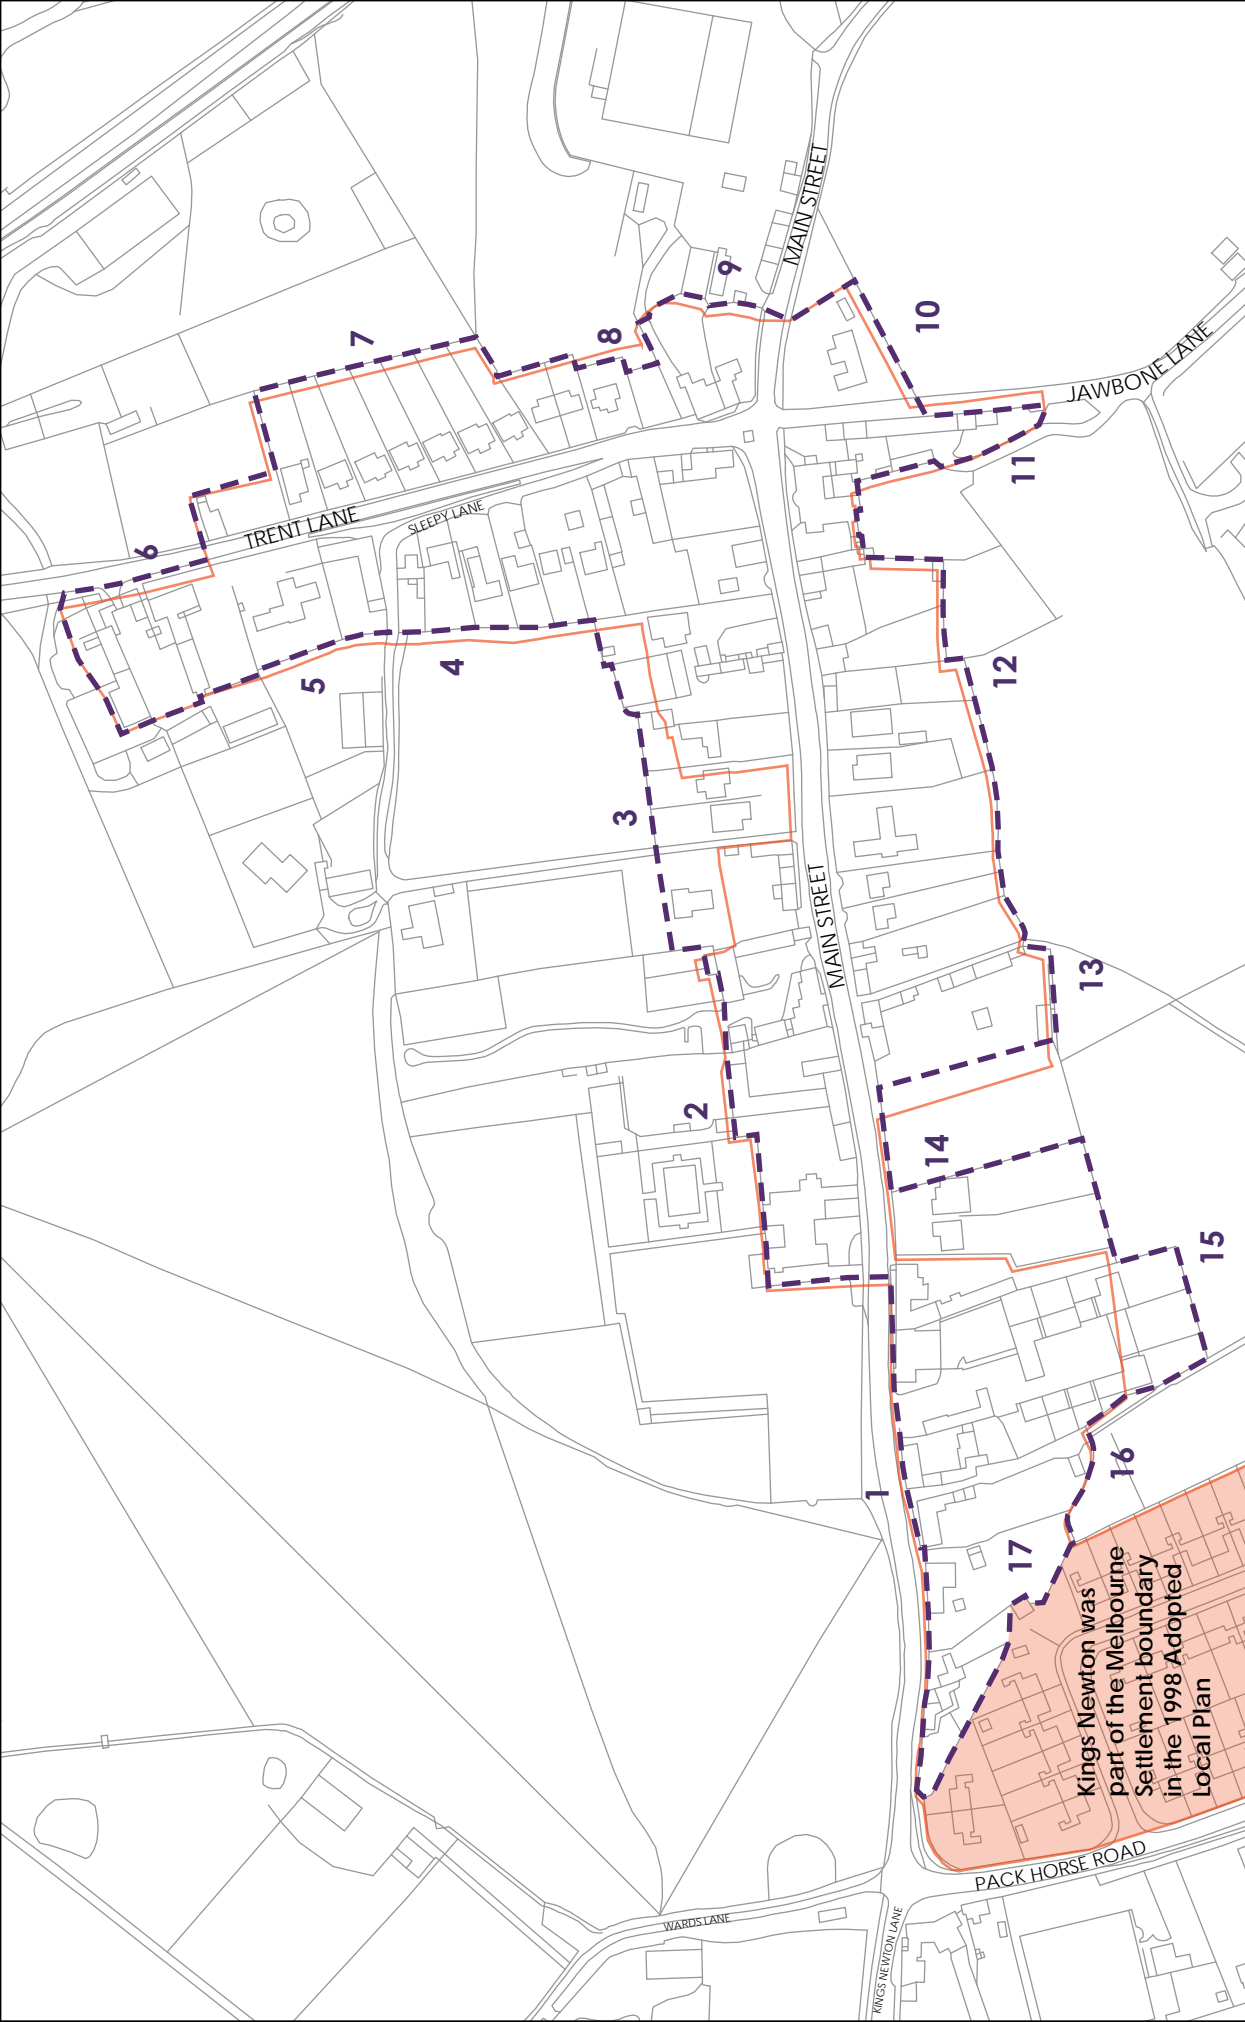 6
7
TRENT LANE
SLEEPY LANE
5
4
8
9
MAIN STREET
10
JAWBONE LANE
11
3
12
MAIN STREET
2
13
14
15
1
16
17
Kings Newton was
part of the Melbourne
Settlement boundary
in the 1998 Adopted
Local Plan
PACK HORSE ROAD
WARDS LANE
KINGS NEWTON LANE